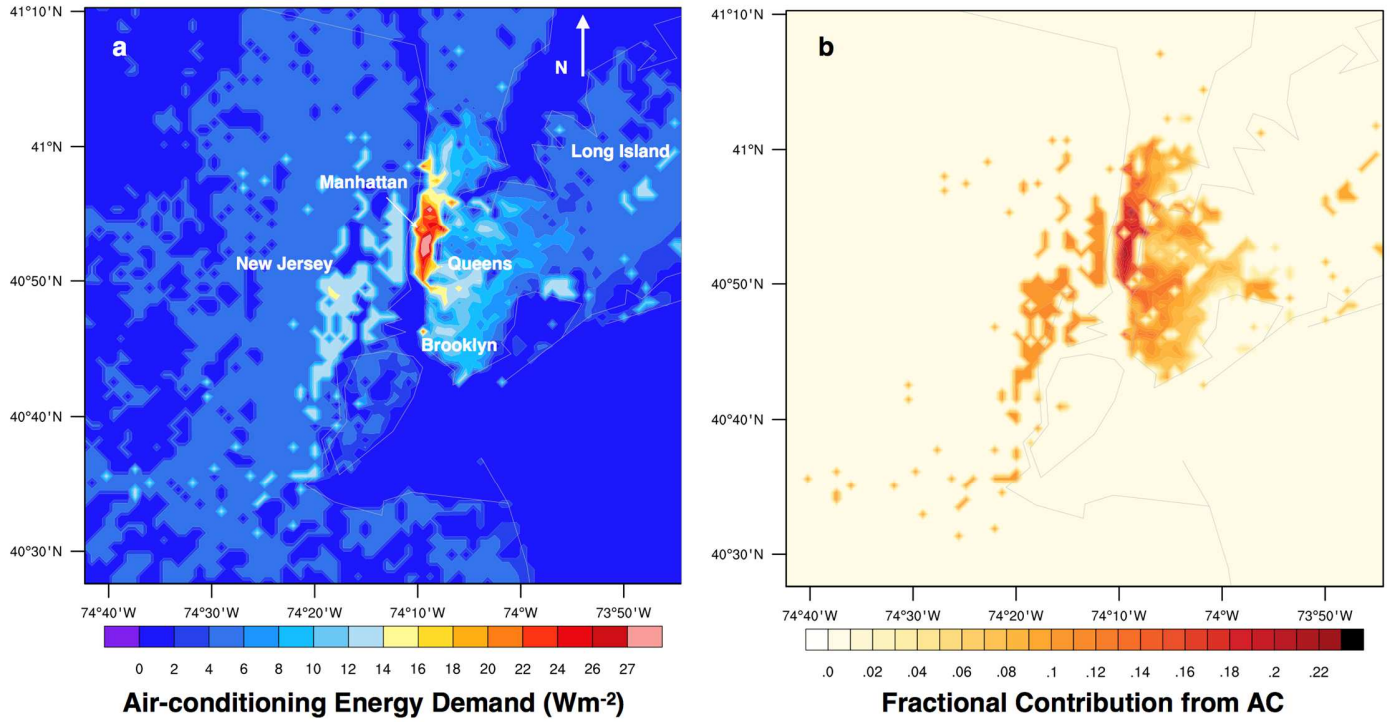 41°10'N
a
N
41°N
Long Island
Manhattan
New Jersey
Queens
40°50'N
Brooklyn
40°40'N
40°30'N
74°40'W 74°30'W 74°20'W 74°10'W 74°W 73°50'W
0 2 4 6 8 10 12 14 16 18 20 22 24 26 27
Air-conditioning Energy Demand (Wm-2)
41°10'N
b
41°N
40°50'N
40°40'N
40°30'N
74°40'W 74°30'W 74°20'W 74°10'W 74°W 73°50'W
.0 .02 .04 .06 .08 .1 .12 .14 .16 .18 .2 .22
Fractional Contribution from AC